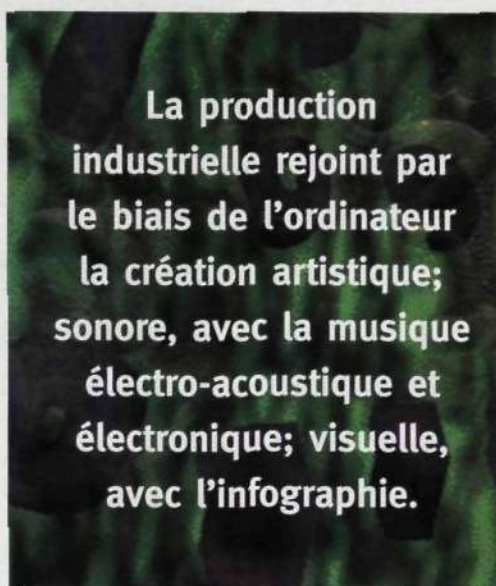 La production
industrielle rejoint par
le biais de l'ordinateur
la création artistique;
sonore, avec la musique
électro-acoustique et
électronique; visuelle,
avec l'infographie.